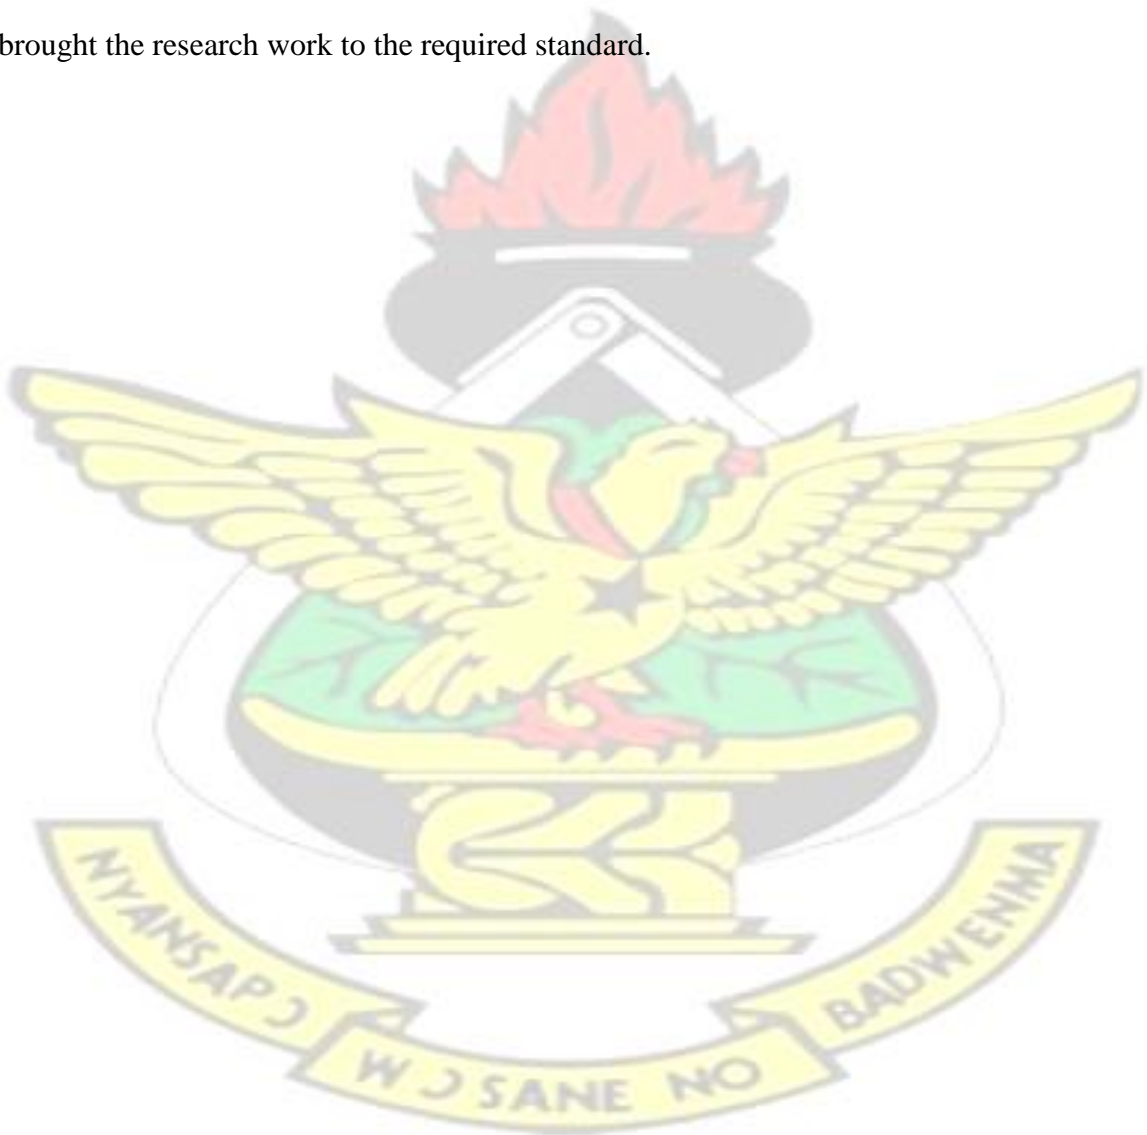 brought the research work to the required standard.
NYANSAPƆ
WƆSANE NO
BADWENMA